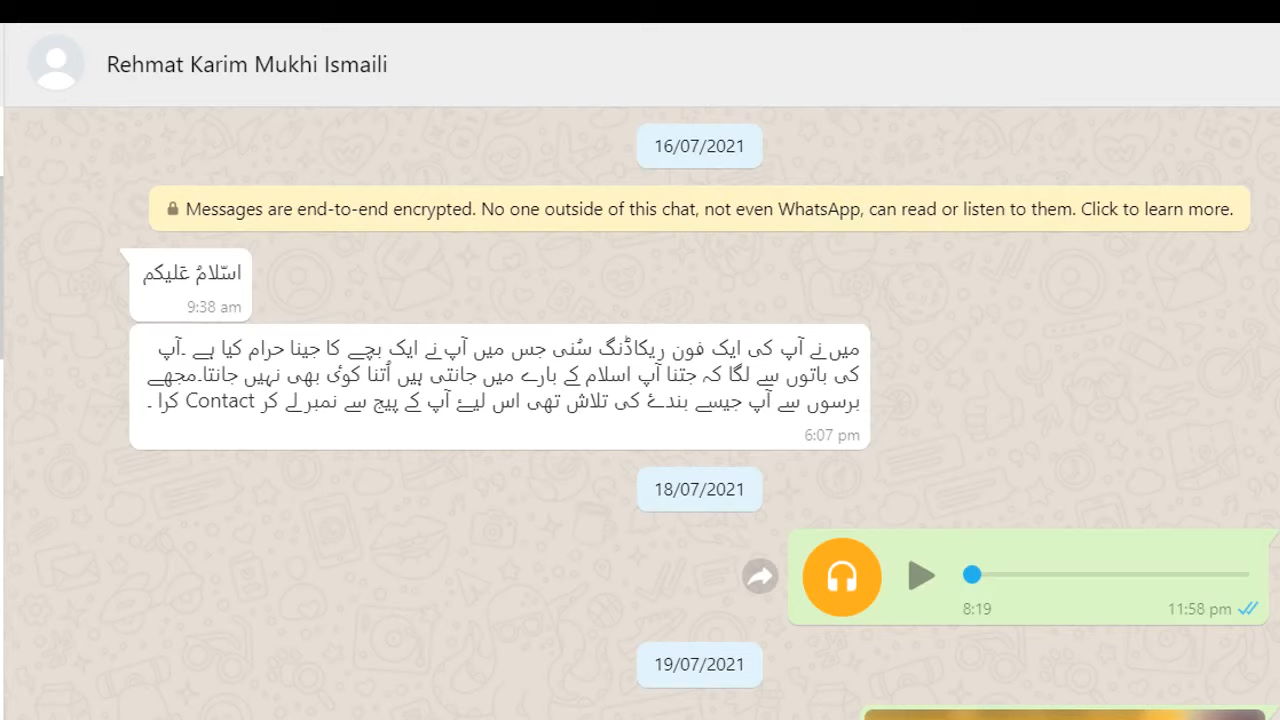 Rehmat Karim Mukhi Ismaili
16/07/2021
Messages are end-to-end encrypted. No one outside of this chat, not even WhatsApp, can read or listen to them. Click to learn more.
اسّلامُ عَلیکم
9:38 am
میں نے آپ کی ایک فون ریکاڈنگ سُنی جس میں آپ نے ایک بچے کا جینا حرام کیا ہے ۔آپ
کی باتوں سے لگا کہ جتنا آپ اسلام کے بارے میں جانتی ہیں اُتنا کوئ بھی نہیں جانتا۔مجھے
برسوں سے آپ جیسے بندۓ کی تلاش تھی اس لیۓ آپ کے پیج سے نمبر لے کر Contact کرا ۔
6:07 pm
18/07/2021
8:19
11:58 pm
19/07/2021